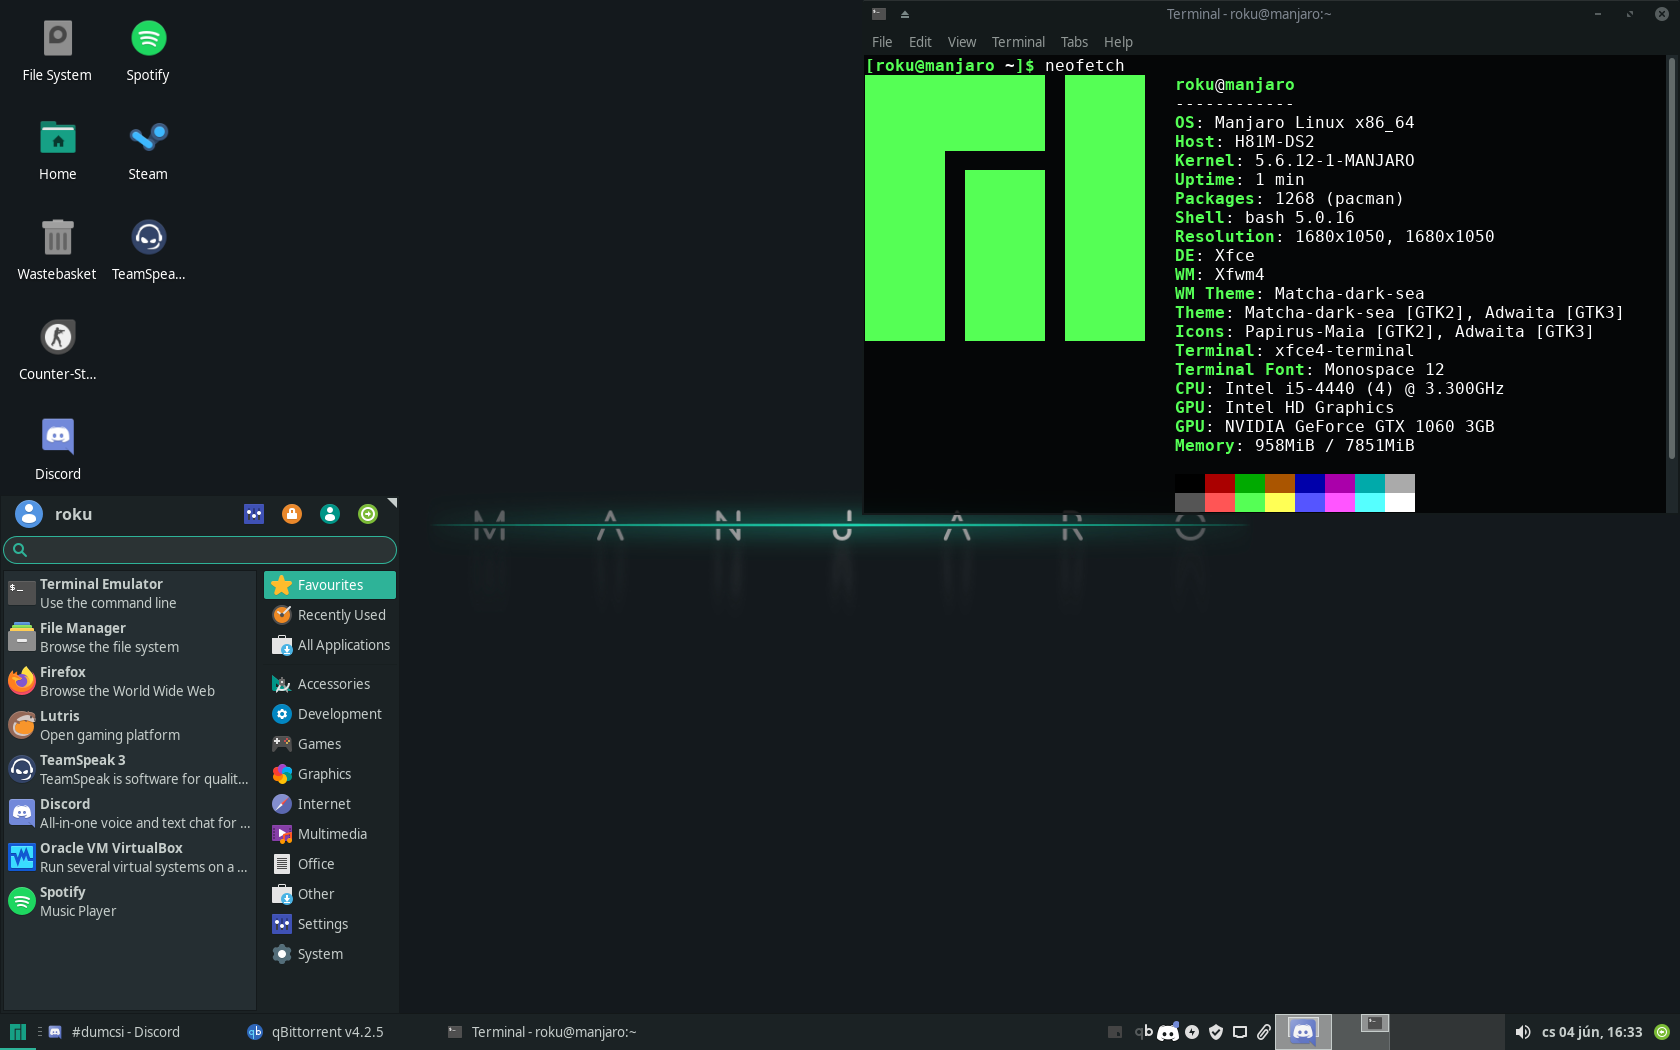 File System
Spotify
Home
Steam
Wastebasket
TeamSpea...
Counter-St...
Discord
Terminal - roku@manjaro:~
File Edit View Terminal Tabs Help
[roku@manjaro ~]$ neofetch
roku@manjaro
------------
OS: Manjaro Linux x86_64
Host: H81M-DS2
Kernel: 5.6.12-1-MANJARO
Uptime: 1 min
Packages: 1268 (pacman)
Shell: bash 5.0.16
Resolution: 1680x1050, 1680x1050
DE: Xfce
WM: Xfwm4
WM Theme: Matcha-dark-sea
Theme: Matcha-dark-sea [GTK2], Adwaita [GTK3]
Icons: Papirus-Maia [GTK2], Adwaita [GTK3]
Terminal: xfce4-terminal
Terminal Font: Monospace 12
CPU: Intel i5-4440 (4) @ 3.300GHz
GPU: Intel HD Graphics
GPU: NVIDIA GeForce GTX 1060 3GB
Memory: 958MiB / 7851MiB
MANJARO
roku
Terminal Emulator
Use the command line
File Manager
Browse the file system
Firefox
Browse the World Wide Web
Lutris
Open gaming platform
TeamSpeak 3
TeamSpeak is software for qualit...
Discord
All-in-one voice and text chat for ...
Oracle VM VirtualBox
Run several virtual systems on a ...
Spotify
Music Player
Favourites
Recently Used
All Applications
Accessories
Development
Games
Graphics
Internet
Multimedia
Office
Other
Settings
System
#dumcsi - Discord
qb
qBittorrent v4.2.5
Terminal - roku@manjaro:~
qb
cs 04 jún, 16:33